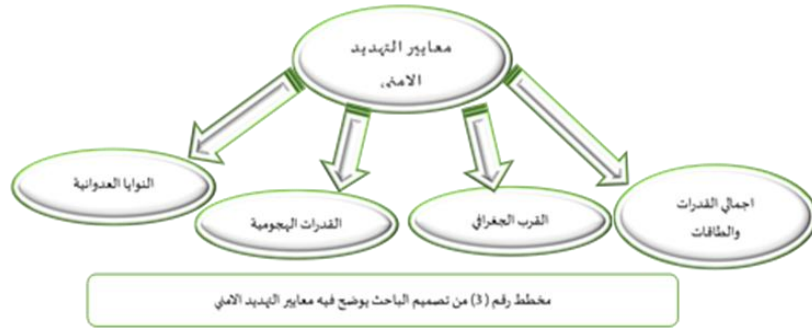 معايير التهديد
الامني
اجمالي القدرات
والطاقات
القرب الجغرافي
القدرات الهجومية
النوايا العدوانية
مخطط رقم (3) من تصميم الباحث يوضح فيه معايير التهديد الامني